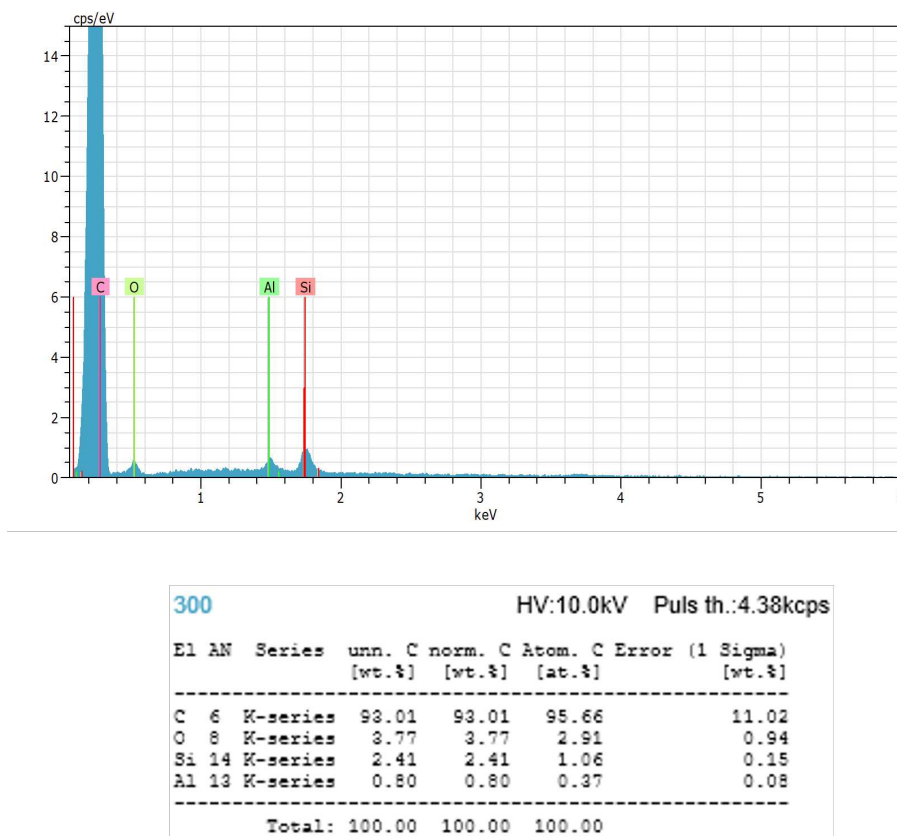 cps/eV
14
12
10
8
6
4
2
0
C O Al Si
1 2 3 4 5
keV
300 HV:10.0kV Puls th.:4.38kcps
El AN Series unn. C norm. C Atom. C Error (1 Sigma)
[wt.%] [wt.%] [at.%] [wt.%]
C 6 K-series 93.01 93.01 95.66 11.02
O 8 K-series 3.77 3.77 2.91 0.94
Si 14 K-series 2.41 2.41 1.06 0.15
Al 13 K-series 0.80 0.80 0.37 0.08
Total: 100.00 100.00 100.00